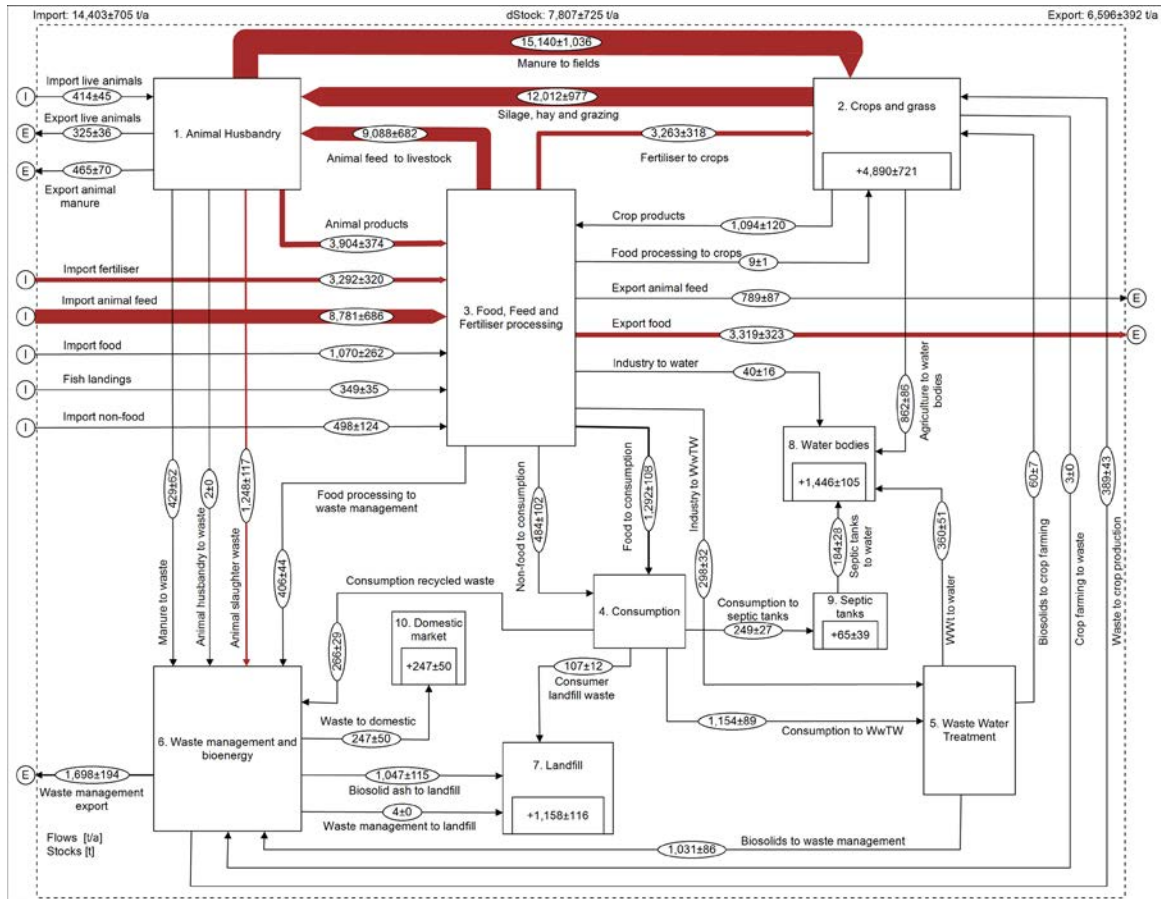 Import: 14,403±705 t/a
dStock: 7,807±725 t/a
Export: 6,596±392 t/a
15,140±1,036
Manure to fields
Import live animals
I
414±45
Export live animals
E
325±36
E
465±70
Export animal
manure
1. Animal Husbandry
12,012±977
Silage, hay and grazing
9,088±682
Animal feed to livestock
3,263±318
Fertiliser to crops
2. Crops and grass
+4,890±721
Animal products
3,904±374
Crop products
1,094±120
Food processing to crops
9±1
Import fertiliser
I
3,292±320
Import animal feed
I
8,781±686
Import food
I
1,070±262
Fish landings
I
349±35
Import non-food
I
498±124
3. Food, Feed and
Fertiliser processing
Export animal feed
789±87
E
Export food
3,319±323
E
Industry to water
40±16
862±86
Agriculture to water
bodies
8. Water bodies
+1,446±105
Manure to waste
429±62
Animal husbandry to waste
2±0
Animal slaughter waste
1,248±117
Food processing to
waste management
406±44
Non-food to consumption
484±102
Food to consumption
1,292±108
Industry to WwTW
298±32
184±28
Septic tanks
to water
360±51
WWt to water
60±7
Biosolids to crop farming
3±0
Crop farming to waste
389±43
Waste to crop production
Consumption recycled waste
266±29
10. Domestic
market
+247±50
4. Consumption
Consumption to
septic tanks
249±27
9. Septic
tanks
+65±39
107±12
Consumer
landfill waste
Waste to domestic
247±50
1,154±89
Consumption to WwTW
5. Waste Water
Treatment
6. Waste management and
bioenergy
E
1,698±194
Waste management
export
1,047±115
Biosolid ash to landfill
4±0
Waste management to landfill
7. Landfill
+1,158±116
Biosolids to waste management
1,031±86
Flows [t/a]
Stocks [t]